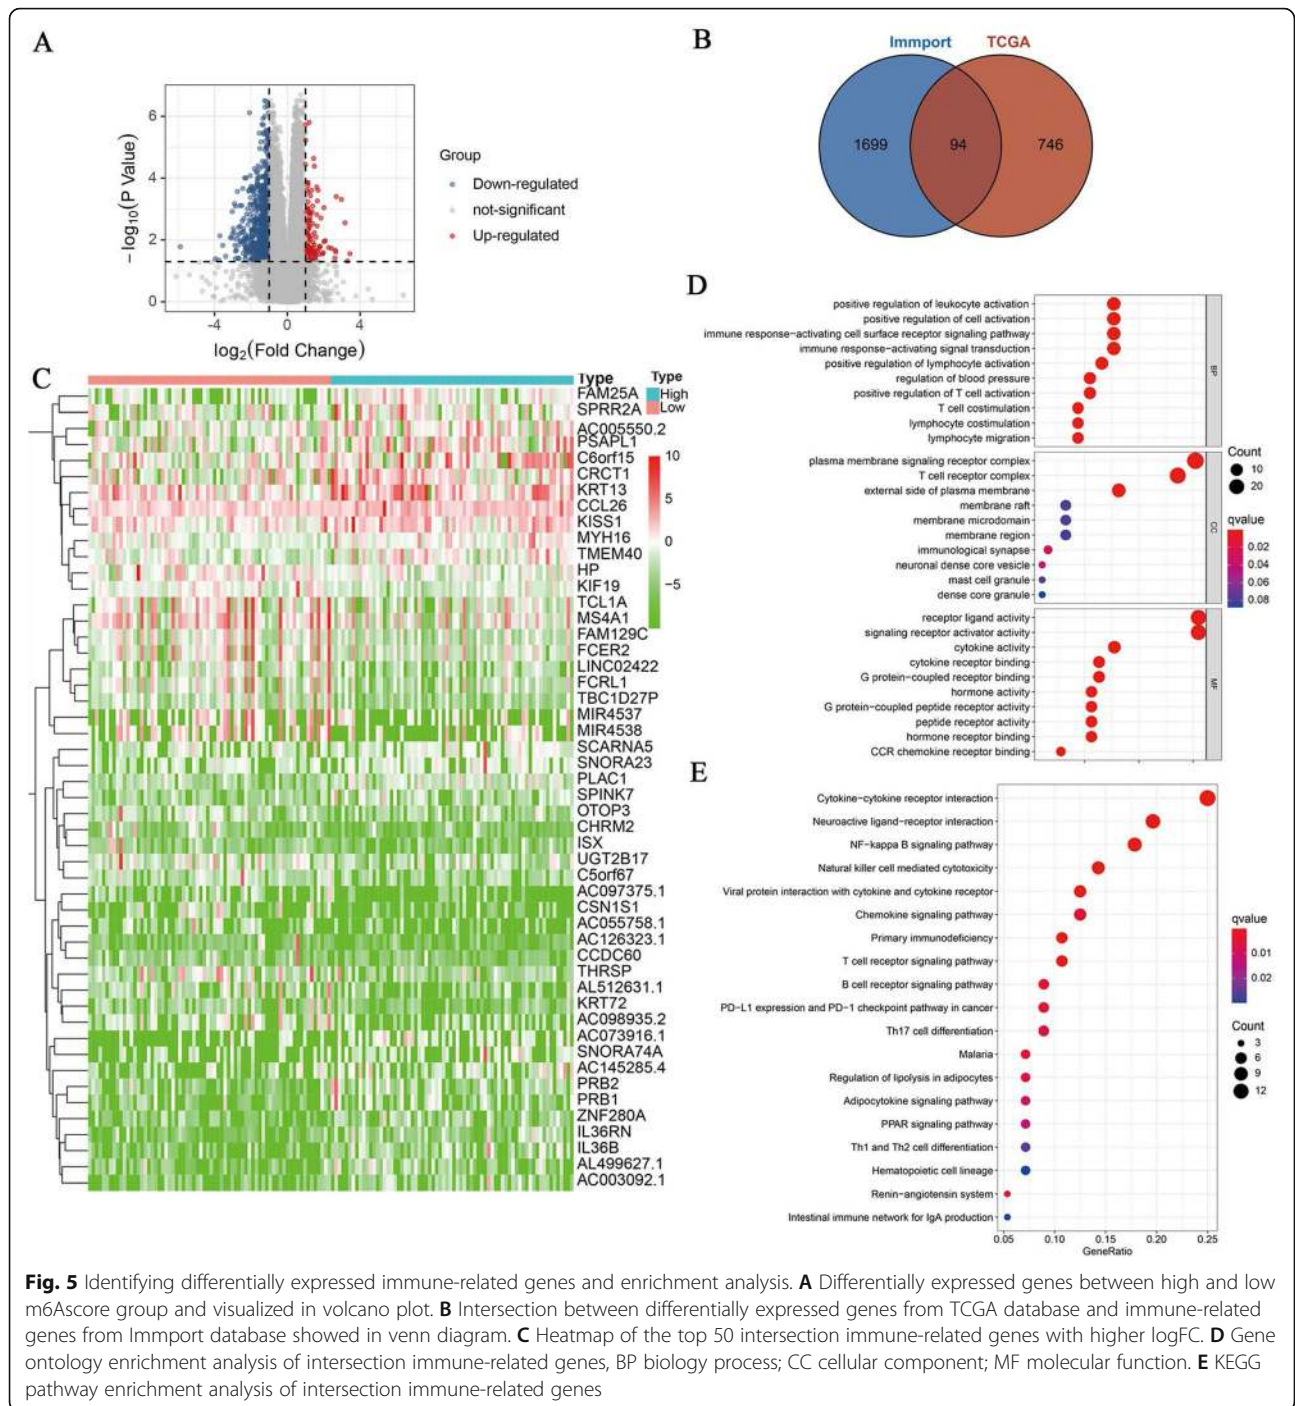 A
6
4
2
0
−log10(P Value)
-4
0
4
log2(Fold Change)
Group
Down-regulated
not-significant
Up-regulated
B
Immport
TCGA
1699
94
746
C
Type
FAM25A
SPRR2A
AC005550.2
PSAPL1
C6orf15
CRCT1
KRT13
CCL26
KISS1
MYH16
TMEM40
HP
KIF19
TCL1A
MS4A1
FAM129C
FCER2
LINC02422
FCRL1
TBC1D27P
MIR4537
MIR4538
SCARNA5
SNORA23
PLAC1
SPINK7
OTOP3
CHRM2
ISX
UGT2B17
C5orf67
AC097375.1
CSN1S1
AC055758.1
AC126323.1
CCDC60
THRSP
AL512631.1
KRT72
AC098935.2
AC073916.1
SNORA74A
AC145285.4
PRB2
PRB1
ZNF280A
IL36RN
IL36B
AL499627.1
AC003092.1
Type
High
Low
10
5
0
−5
D
positive regulation of leukocyte activation
positive regulation of cell activation
immune response−activating cell surface receptor signaling pathway
immune response−activating signal transduction
positive regulation of lymphocyte activation
regulation of blood pressure
positive regulation of T cell activation
T cell costimulation
lymphocyte costimulation
lymphocyte migration
BP
plasma membrane signaling receptor complex
T cell receptor complex
external side of plasma membrane
membrane raft
membrane microdomain
membrane region
immunological synapse
neuronal dense core vesicle
mast cell granule
dense core granule
CC
receptor ligand activity
signaling receptor activator activity
cytokine activity
cytokine receptor binding
G protein−coupled receptor binding
hormone activity
G protein−coupled peptide receptor activity
peptide receptor activity
hormone receptor binding
CCR chemokine receptor binding
MF
Count
10
20
qvalue
0.02
0.04
0.06
0.08
E
Cytokine−cytokine receptor interaction
Neuroactive ligand−receptor interaction
NF−kappa B signaling pathway
Natural killer cell mediated cytotoxicity
Viral protein interaction with cytokine and cytokine receptor
Chemokine signaling pathway
Primary immunodeficiency
T cell receptor signaling pathway
B cell receptor signaling pathway
PD−L1 expression and PD−1 checkpoint pathway in cancer
Th17 cell differentiation
Malaria
Regulation of lipolysis in adipocytes
Adipocytokine signaling pathway
PPAR signaling pathway
Th1 and Th2 cell differentiation
Hematopoietic cell lineage
Renin−angiotensin system
Intestinal immune network for IgA production
0.05 0.10 0.15 0.20 0.25
GeneRatio
qvalue
0.01
0.02
Count
3
6
9
12
Fig. 5 Identifying differentially expressed immune-related genes and enrichment analysis. A Differentially expressed genes between high and low
m6Ascore group and visualized in volcano plot. B Intersection between differentially expressed genes from TCGA database and immune-related
genes from Immport database showed in venn diagram. C Heatmap of the top 50 intersection immune-related genes with higher logFC. D Gene
ontology enrichment analysis of intersection immune-related genes, BP biology process; CC cellular component; MF molecular function. E KEGG
pathway enrichment analysis of intersection immune-related genes